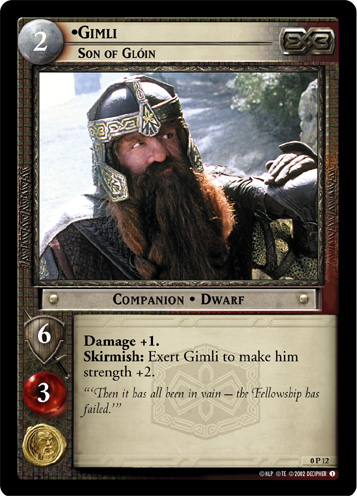 2
•Gimli
Son of Glóin
Companion • Dwarf
6
3
Damage +1.
Skirmish: Exert Gimli to make him
strength +2.
“‘Then it has all been in vain – the Fellowship has
failed.’”
0 P 12
©NLP ©TE ©2002 DECIPHER